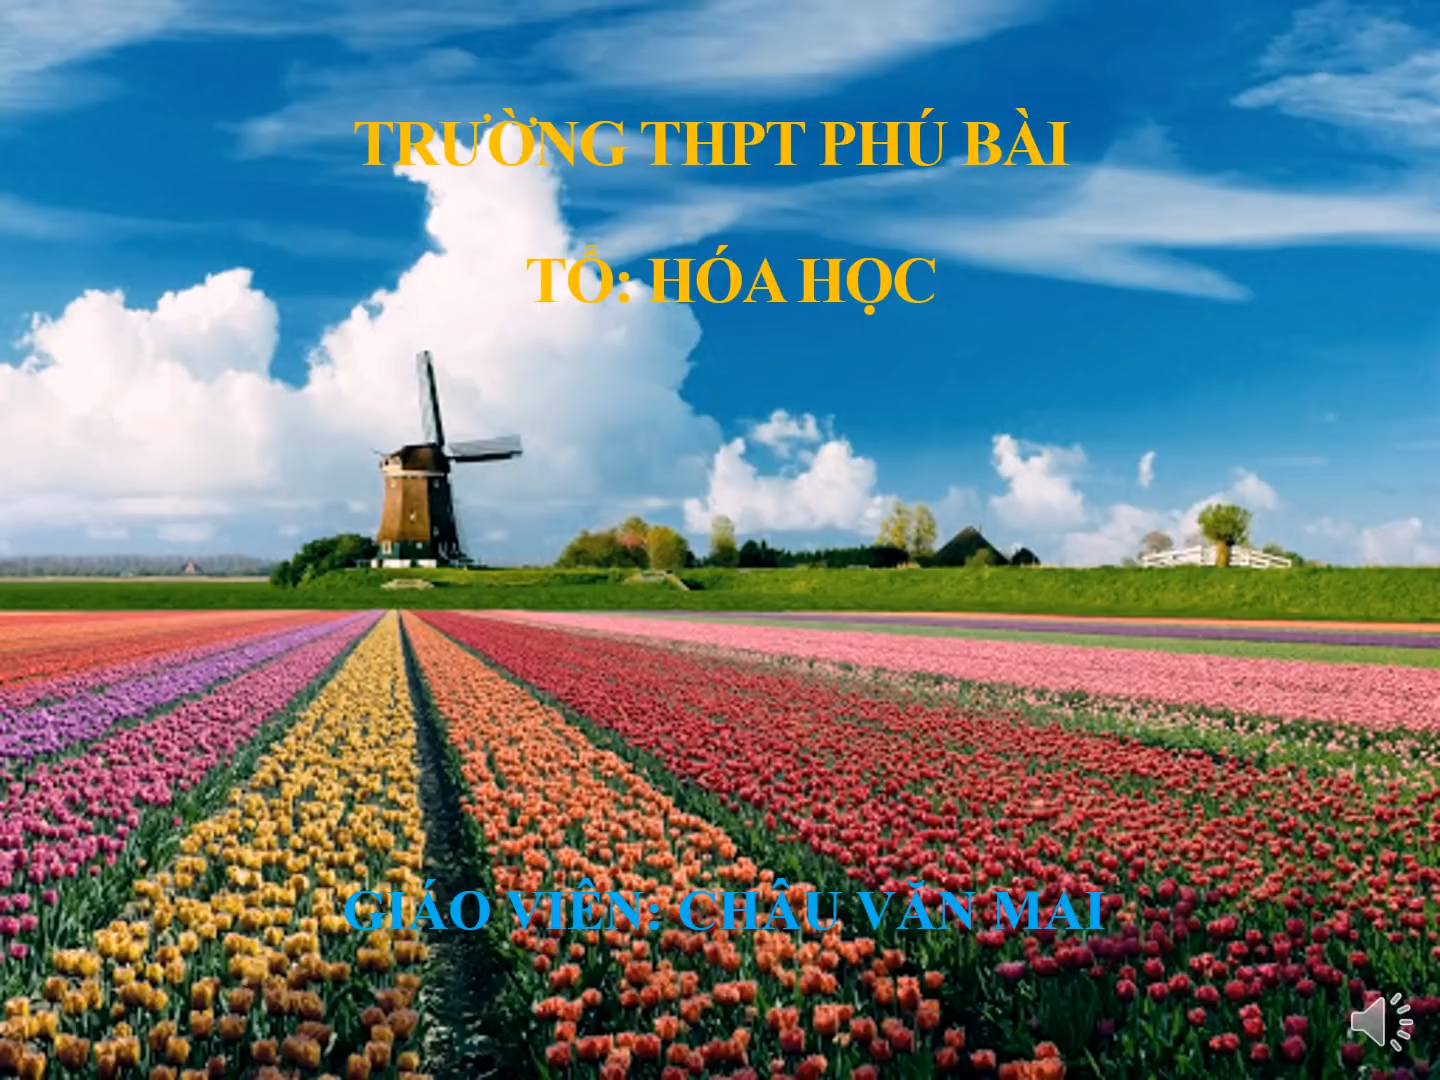 TRƯỜNG THPT PHÚ BÀI
TỔ: HÓA HỌC
GIÁO VIÊN: CHÂU VĂN MAI